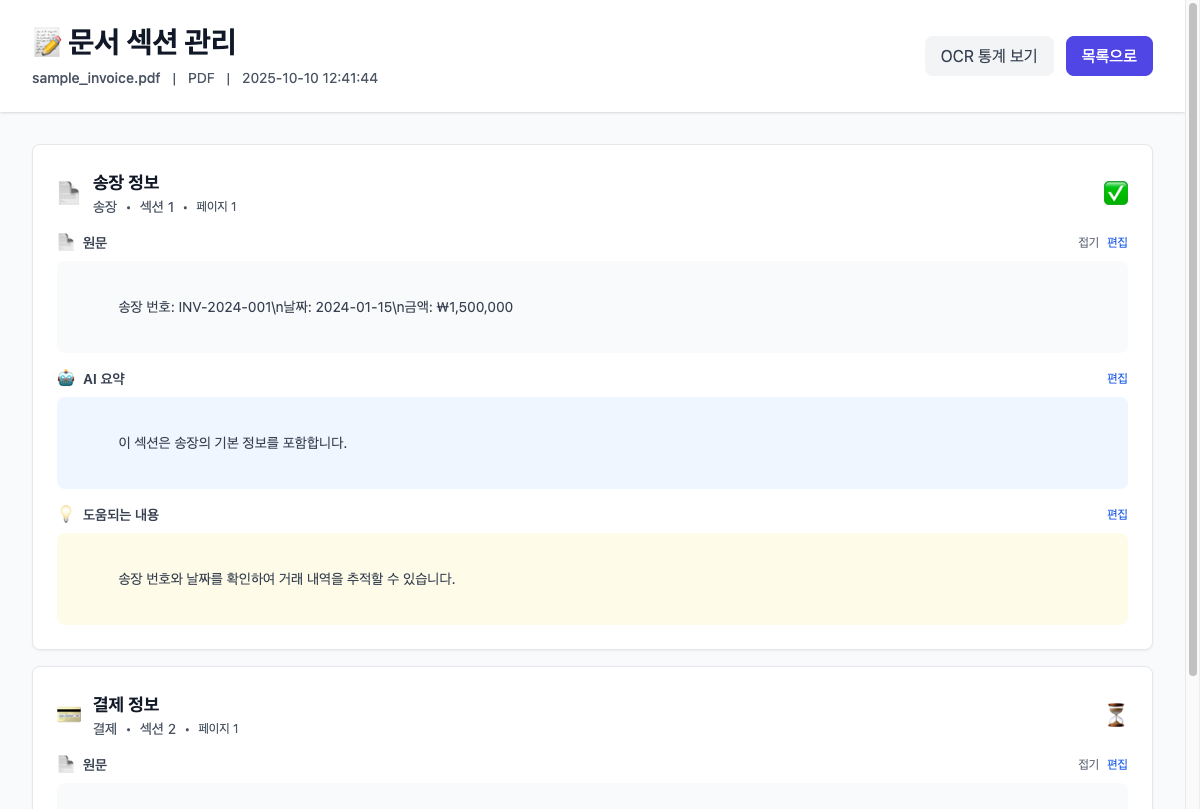 문서 섹션 관리
sample_invoice.pdf | PDF | 2025-10-10 12:41:44
OCR 통계 보기
목록으로
송장 정보
송장 • 섹션 1 • 페이지 1
원문
접기 편집
송장 번호: INV-2024-001\n날짜: 2024-01-15\n금액: ₩1,500,000
AI 요약
편집
이 섹션은 송장의 기본 정보를 포함합니다.
도움되는 내용
편집
송장 번호와 날짜를 확인하여 거래 내역을 추적할 수 있습니다.
결제 정보
결제 • 섹션 2 • 페이지 1
원문
접기 편집